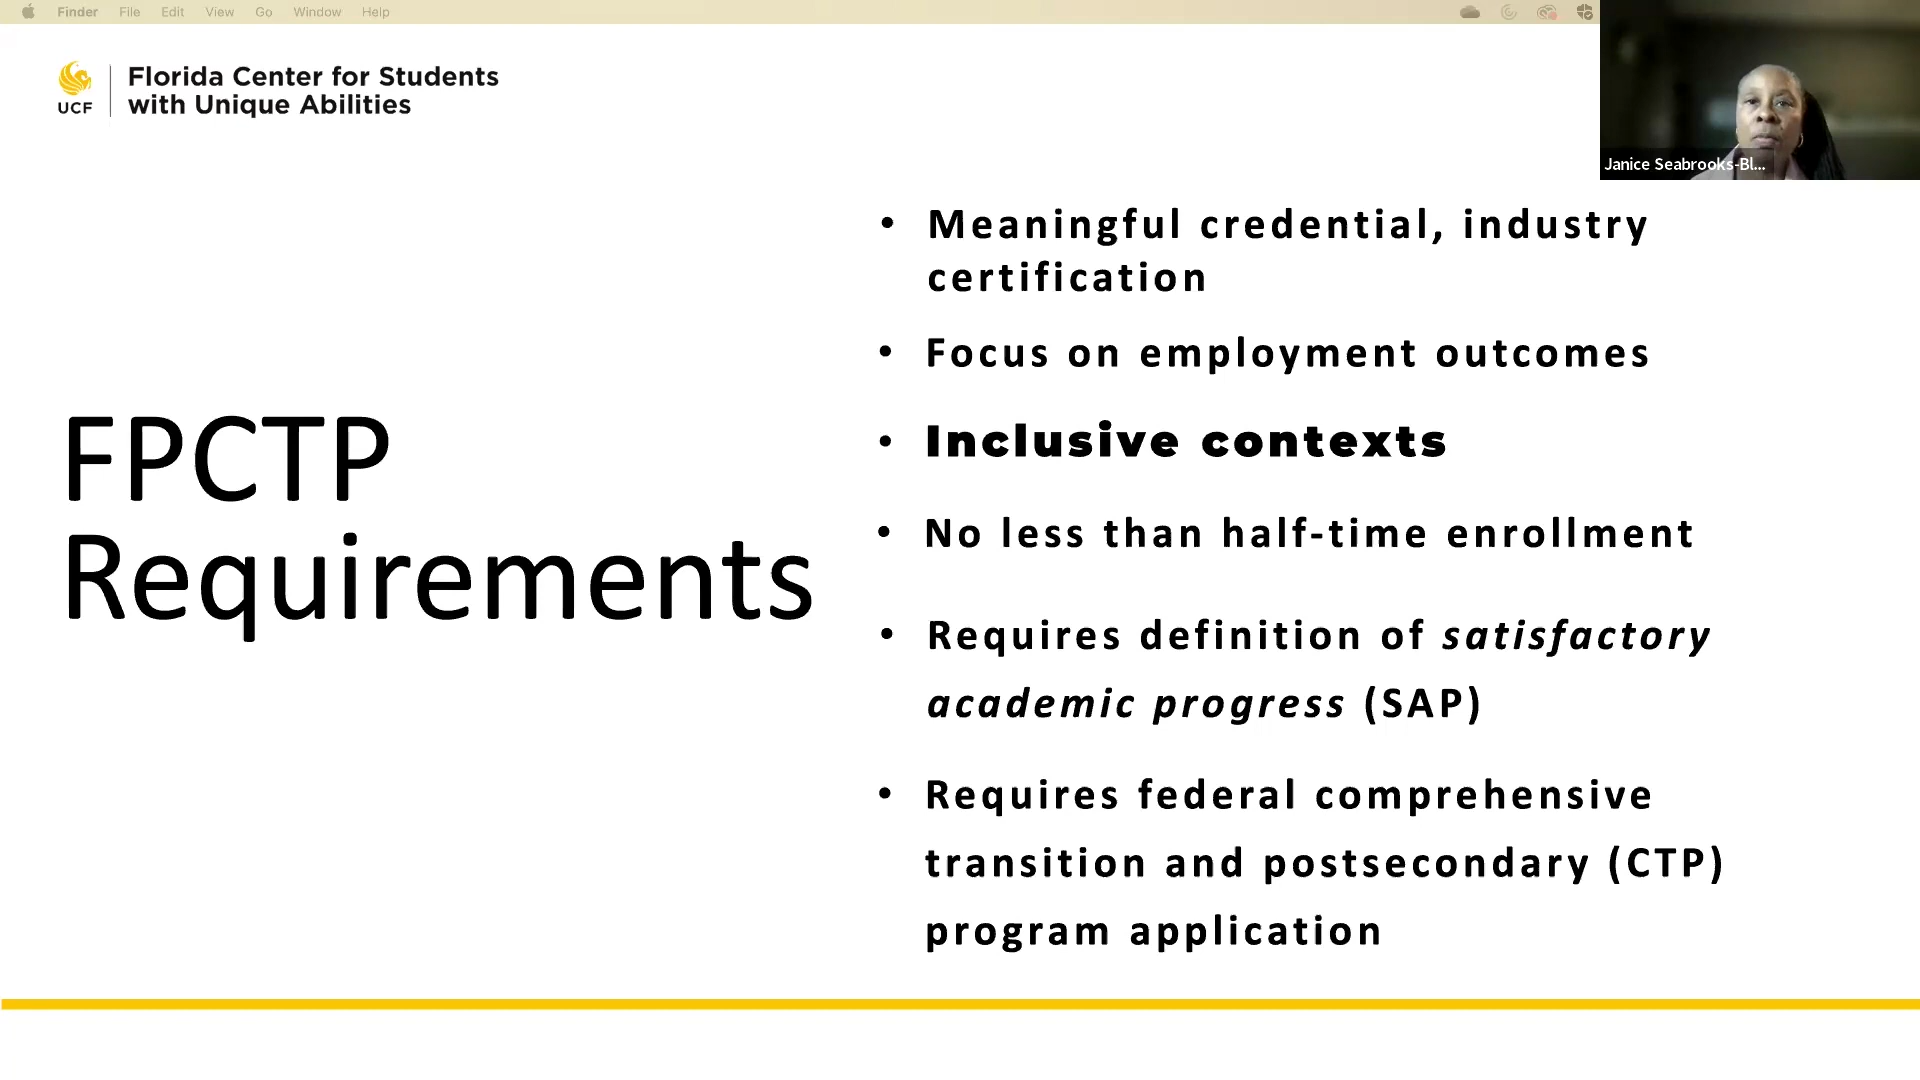 Finder File Edit View Go Window Help
UCF
Florida Center for Students
with Unique Abilities
Janice Seabrooks-Bl...
FPCTP
Requirements
• Meaningful credential, industry
certification
• Focus on employment outcomes
• Inclusive contexts
• No less than half-time enrollment
• Requires definition of satisfactory
academic progress (SAP)
• Requires federal comprehensive
transition and postsecondary (CTP)
program application